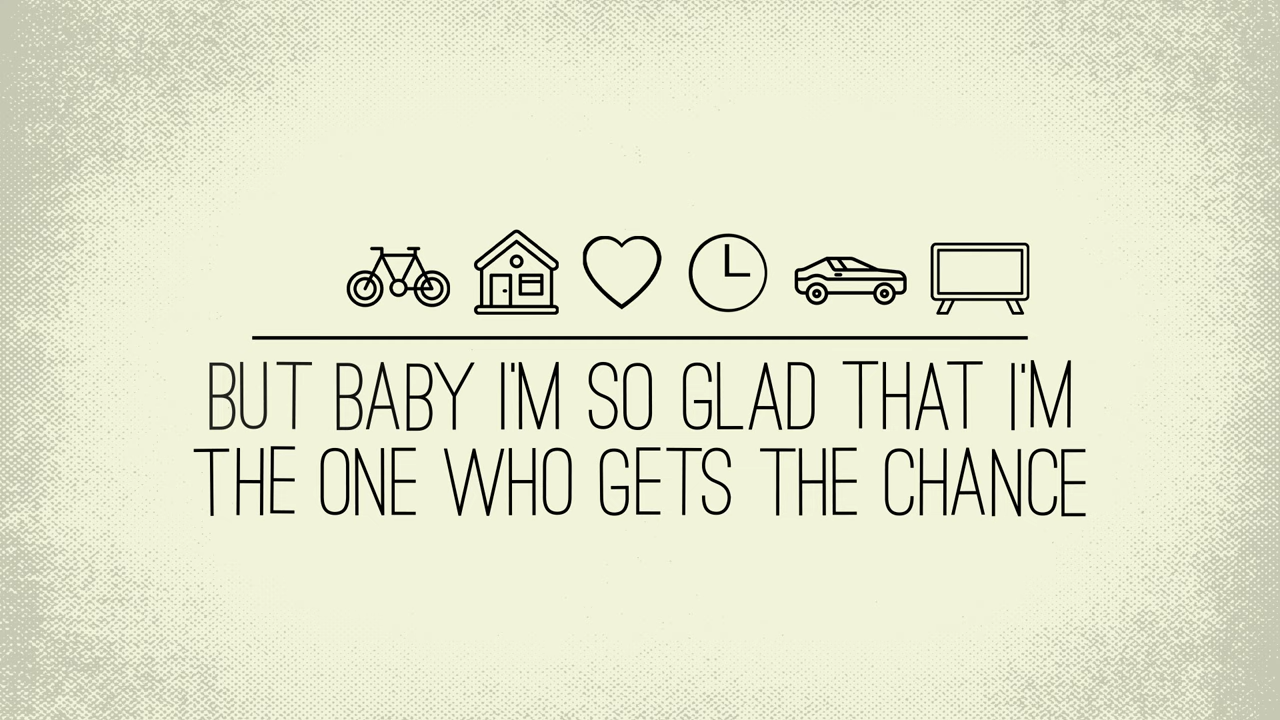 BUT BABY I'M SO GLAD THAT I'M
THE ONE WHO GETS THE CHANCE